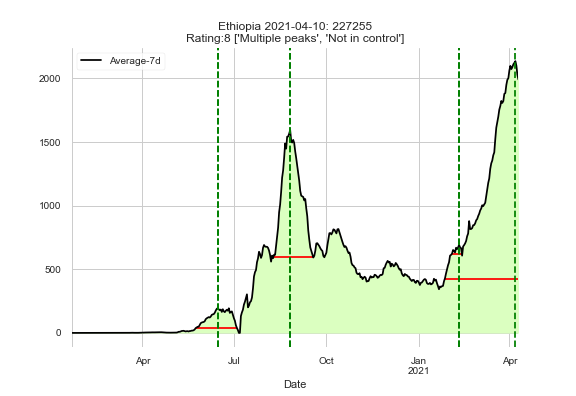 Ethiopia 2021-04-10: 227255
Rating:8 ['Multiple peaks', 'Not in control']
Average-7d
2000
1500
1000
500
0
Apr Jul Oct Jan Apr
2021
Date